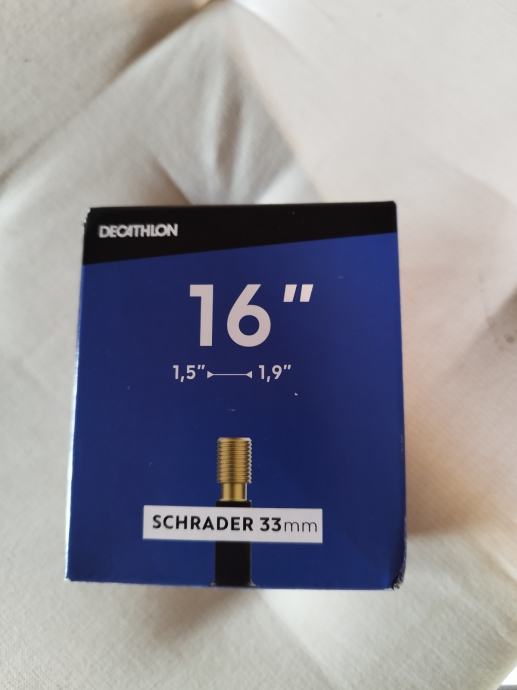 DECATHLON
16"
1,5" 1,9"
SCHRADER 33mm